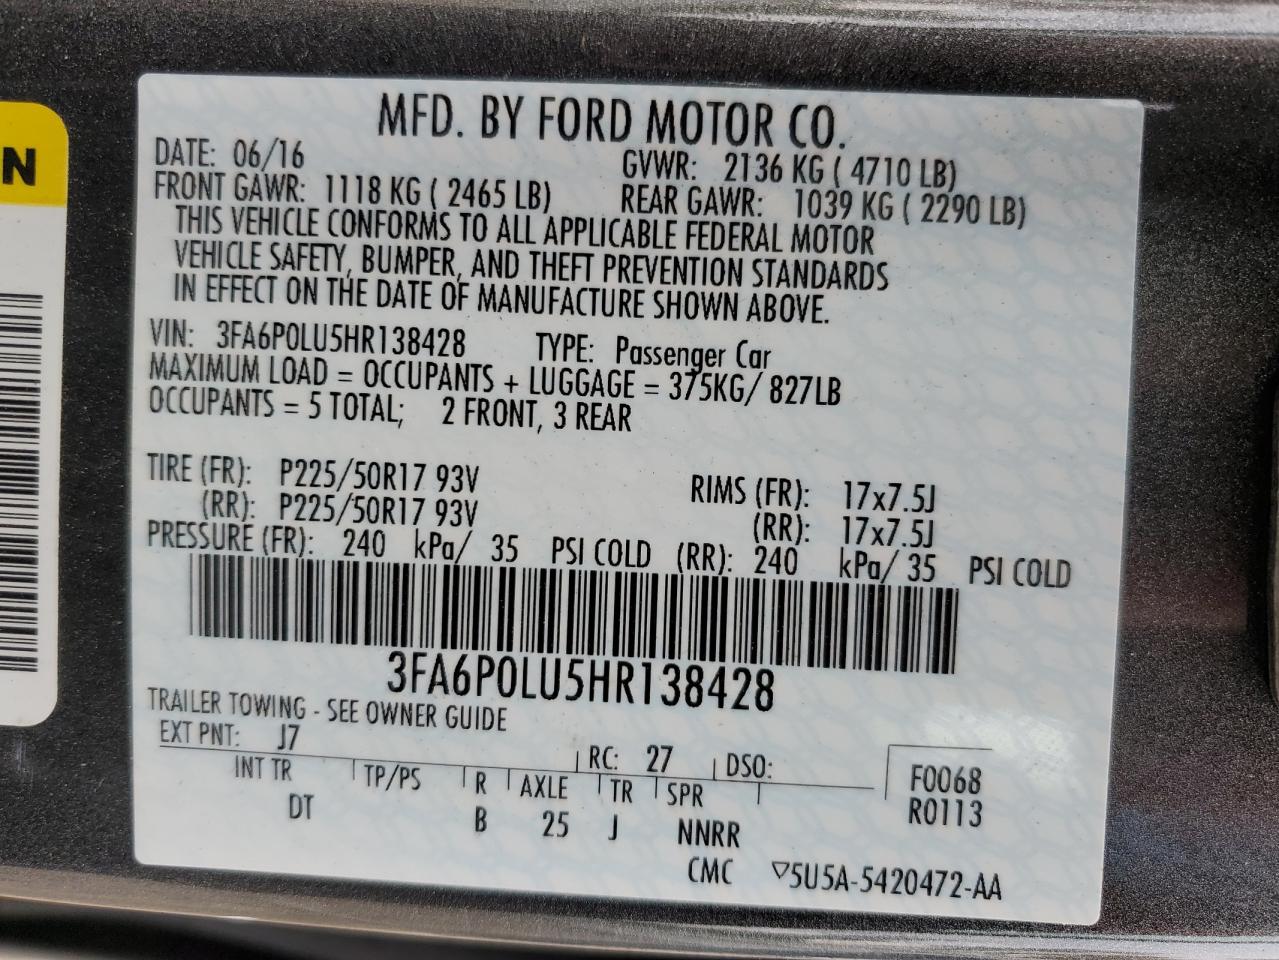 N
MFD. BY FORD MOTOR CO.
DATE: 06/16 GVWR: 2136 KG ( 4710 LB)
FRONT GAWR: 1118 KG ( 2465 LB) REAR GAWR: 1039 KG ( 2290 LB)
THIS VEHICLE CONFORMS TO ALL APPLICABLE FEDERAL MOTOR
VEHICLE SAFETY, BUMPER, AND THEFT PREVENTION STANDARDS
IN EFFECT ON THE DATE OF MANUFACTURE SHOWN ABOVE.
VIN: 3FA6P0LU5HR138428 TYPE: Passenger Car
MAXIMUM LOAD = OCCUPANTS + LUGGAGE = 375KG/ 827LB
OCCUPANTS = 5 TOTAL; 2 FRONT, 3 REAR
TIRE (FR): P225/50R17 93V RIMS (FR): 17x7.5J
(RR): P225/50R17 93V (RR): 17x7.5J
PRESSURE (FR): 240 kPa/ 35 PSI COLD (RR): 240 kPa/ 35 PSI COLD
3FA6P0LU5HR138428
TRAILER TOWING - SEE OWNER GUIDE
EXT PNT: J7 RC: 27 DSO: F0068
INT TR TP/PS R AXLE TR SPR R0113
DT B 25 J NNRR
CMC ▽5U5A-5420472-AA